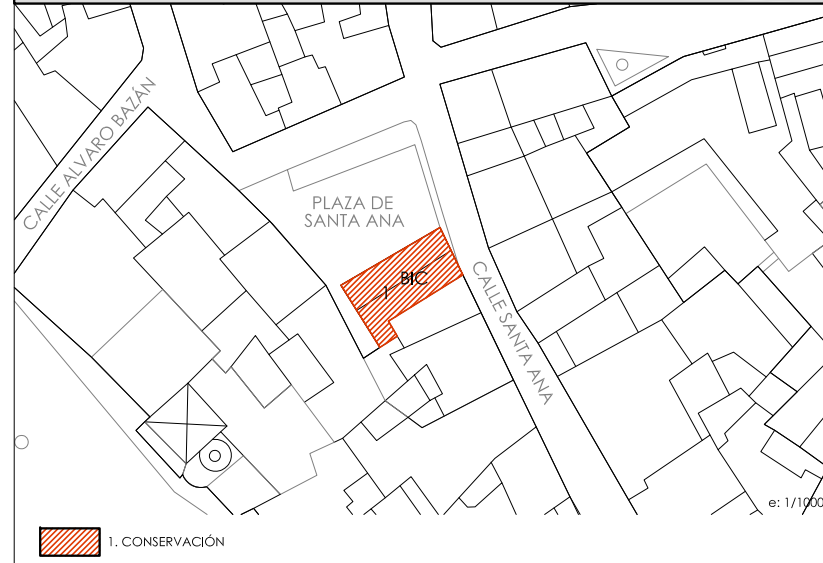 CALLE ALVARO BAZÁN
PLAZA DE
SANTA ANA
BIC
1
CALLE SANTA ANA
e: 1/1000
1. CONSERVACIÓN